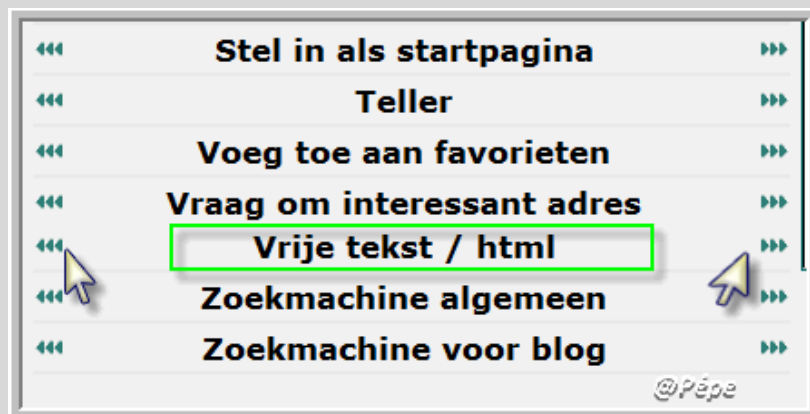 Stel in als startpagina
Teller
Voeg toe aan favorieten
Vraag om interessant adres
Vrije tekst / html
Zoekmachine algemeen
Zoekmachine voor blog
@Pépe